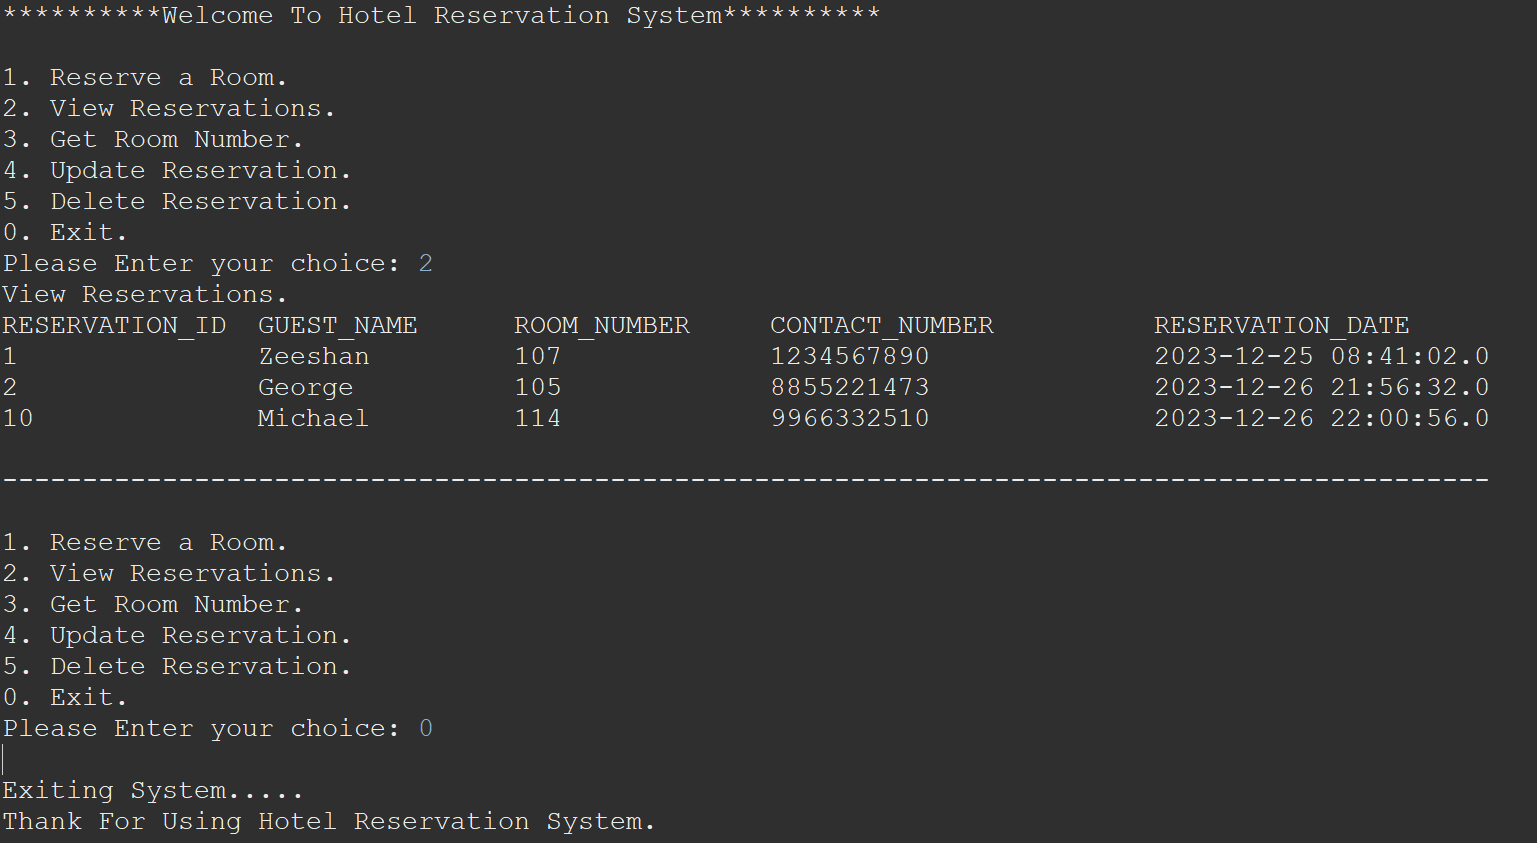 **********Welcome To Hotel Reservation System**********
1. Reserve a Room.
2. View Reservations.
3. Get Room Number.
4. Update Reservation.
5. Delete Reservation.
0. Exit.
Please Enter your choice: 2
View Reservations.
RESERVATION_ID  GUEST_NAME      ROOM_NUMBER     CONTACT_NUMBER          RESERVATION_DATE
1               Zeeshan         107             1234567890              2023-12-25 08:41:02.0
2               George          105             8855221473              2023-12-26 21:56:32.0
10              Michael         114             9966332510              2023-12-26 22:00:56.0
---------------------------------------------------------------------------------------------
1. Reserve a Room.
2. View Reservations.
3. Get Room Number.
4. Update Reservation.
5. Delete Reservation.
0. Exit.
Please Enter your choice: 0
Exiting System.....
Thank For Using Hotel Reservation System.